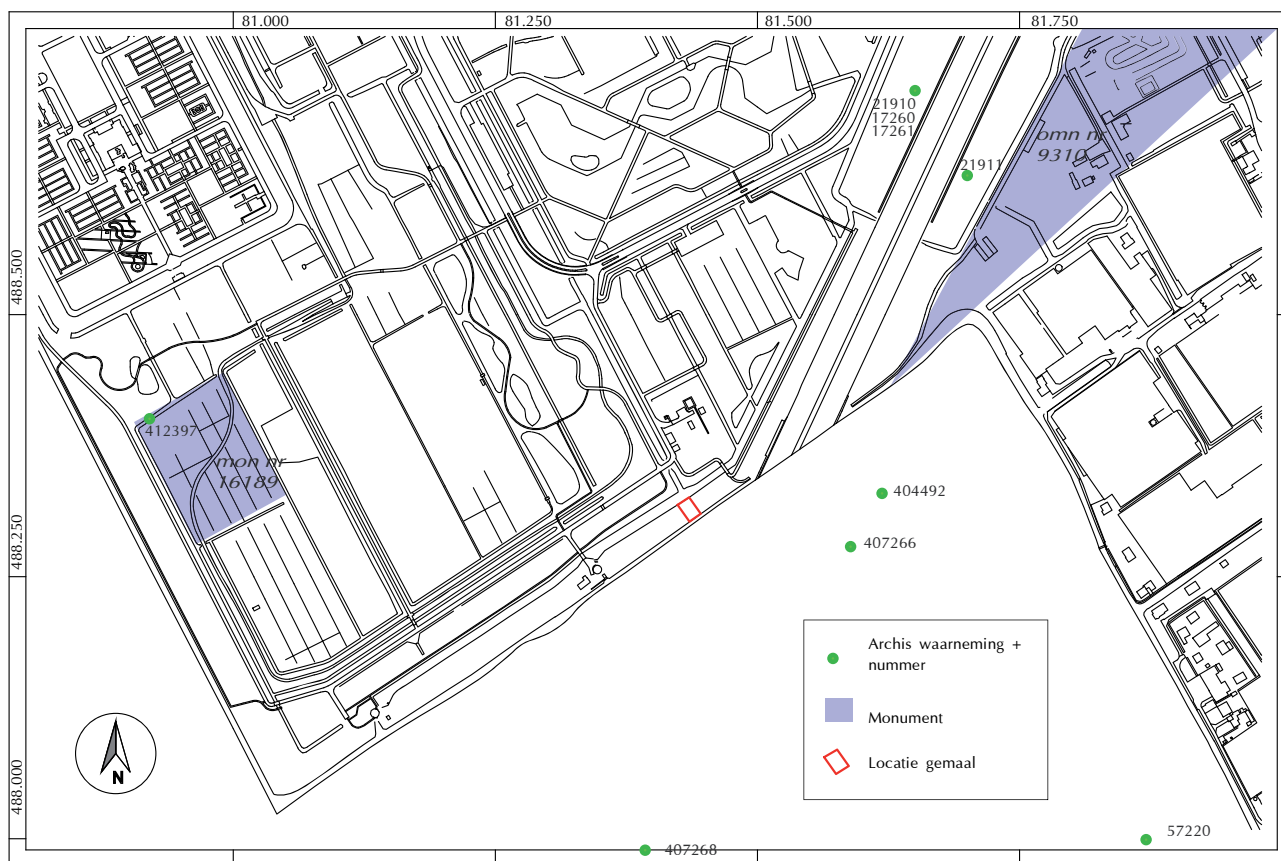 81.000
81.250
81.500
81.750
21910
17260
17261
omn nr
9310
21911
488.500
412397
mon nr
16189
404492
407266
488.250
Archis waarneming +
nummer
Monument
Locatie gemaal
N
488.000
57220
407268